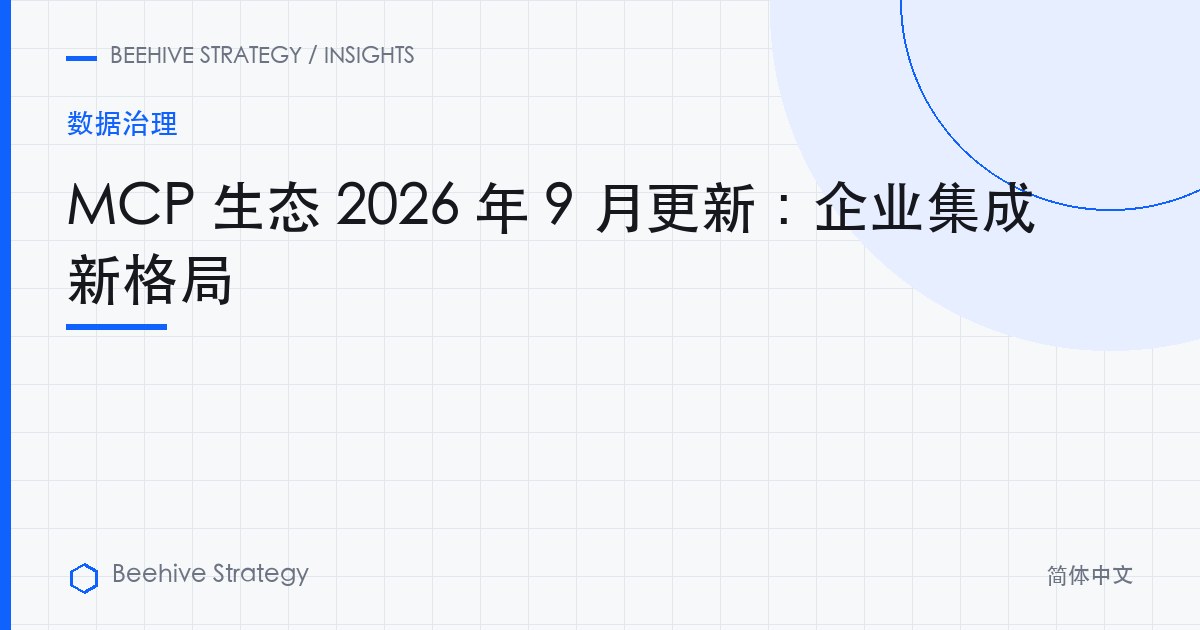 BEEHIVE STRATEGY / INSIGHTS
数据治理
MCP 生态 2026 年 9 月更新：企业集成
新格局
Beehive Strategy
简体中文